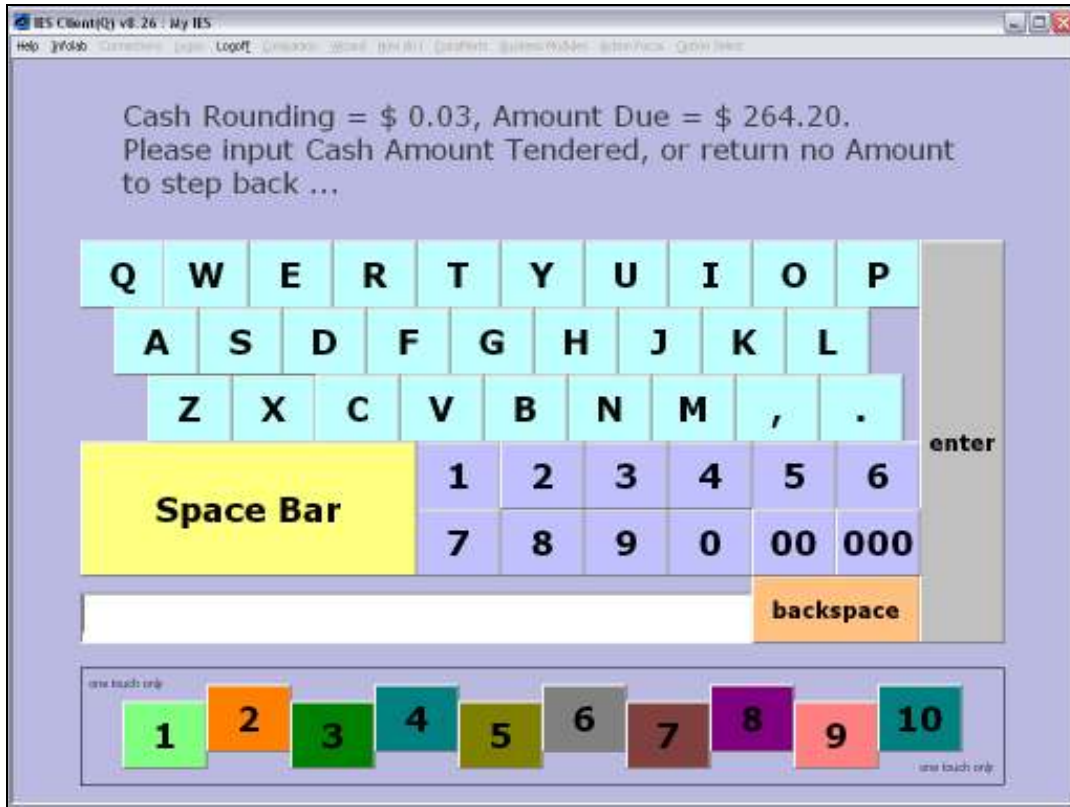 IES Client(Q) v8.26 : My IES
Help Infolab Logoff
Cash Rounding = $ 0.03, Amount Due = $ 264.20.
Please input Cash Amount Tendered, or return no Amount
to step back ...
Q W E R T Y U I O P
A S D F G H J K L
Z X C V B N M , .
enter
Space Bar
1 2 3 4 5 6
7 8 9 0 00 000
backspace
one touch only
1 2 3 4 5 6 7 8 9 10
one touch only